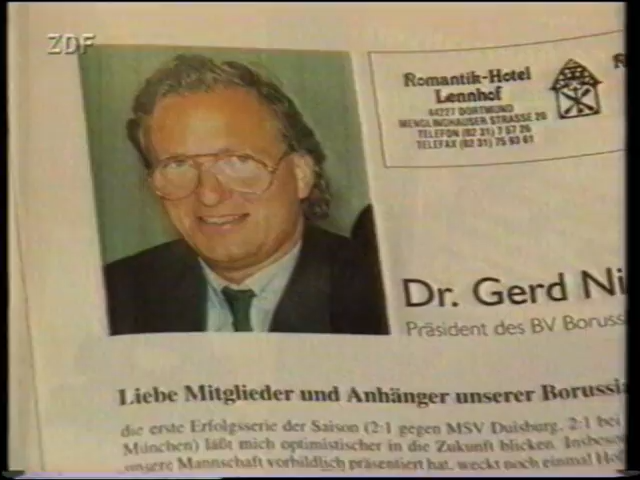 ZDF
Romantik-Hotel
Lennhof
44227 DORTMUND
MENGLINGHAUSER STRASSE 20
TELEFON (02 31) 7 57 26
TELEFAX (02 31) 75 93 61
Dr. Gerd Ni
Präsident des BV Boruss
Liebe Mitglieder und Anhänger unserer Borussia
die erste Erfolgsserie der Saison (2:1 gegen MSV Duisburg, 2:1 bei
München) läßt mich optimistischer in die Zukunft blicken. Insbeso
unsere Mannschaft vorbildlich präsentiert hat, weckt noch einmal Hof